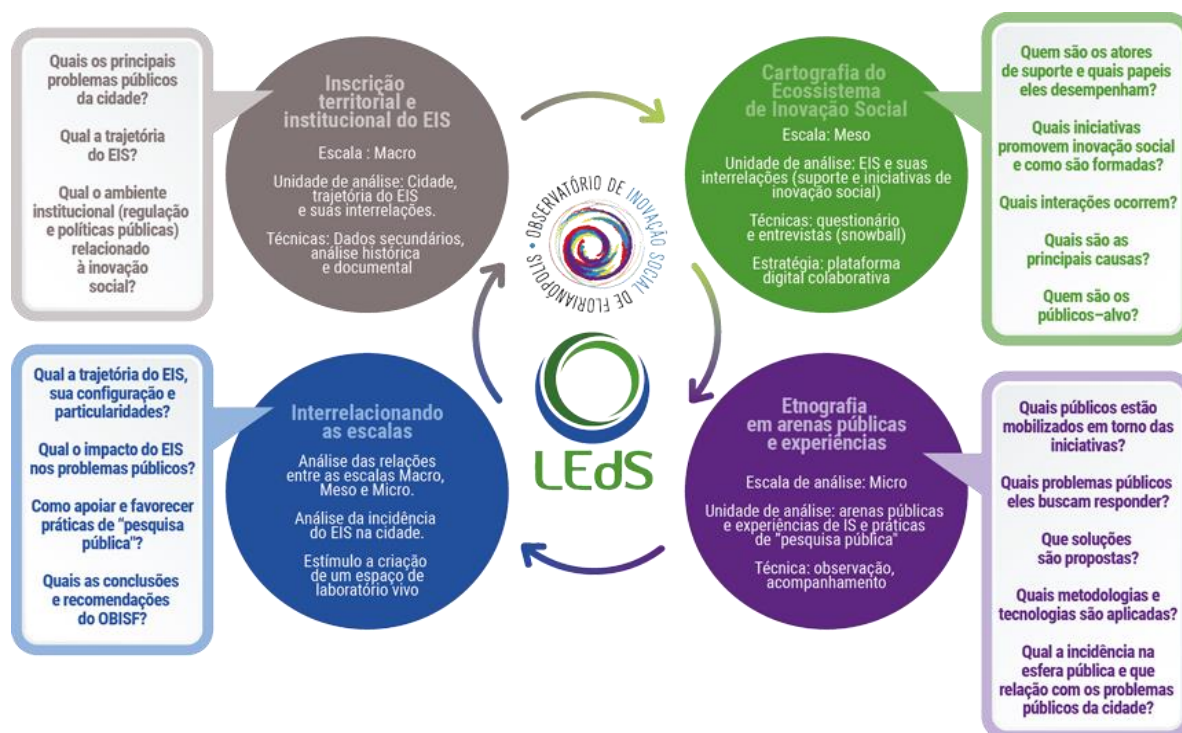 Quais os principais
problemas públicos
da cidade?
Qual a trajetória
do EIS?
Qual o ambiente
institucional (regulação
e políticas públicas)
relacionado
à inovação
social?
Inscrição
territorial e
institucional do EIS
Escala : Macro
Unidade de análise: Cidade,
trajetória do EIS
e suas interrelações.
Técnicas: Dados secundários,
análise histórica
e documental
OBSERVATÓRIO DE INOVAÇÃO SOCIAL DE FLORIANÓPOLIS •
LEdS
Cartografia do
Ecossistema
de Inovação Social
Escala: Meso
Unidade de análise: EIS e suas
interrelações (suporte e iniciativas de
inovação social)
Técnicas: questionário
e entrevistas (snowball)
Estratégia: plataforma
digital colaborativa
Quem são os atores
de suporte e quais papeis
eles desempenham?
Quais iniciativas
promovem inovação social
e como são formadas?
Quais interações ocorrem?
Quais são as
principais causas?
Quem são os
públicos–alvo?
Qual a trajetória do EIS,
sua configuração e
particularidades?
Qual o impacto do EIS
nos problemas públicos?
Como apoiar e favorecer
práticas de "pesquisa
pública"?
Quais as conclusões
e recomendações
do OBISF?
Interrelacionando
as escalas
Análise das relações
entre as escalas Macro,
Meso e Micro.
Análise da incidência
do EIS na cidade.
Estímulo a criação
de um espaço de
laboratório vivo
Etnografia
em arenas públicas
e experiências
Escala de análise: Micro
Unidade de análise: arenas públicas
e experiências de IS e práticas
de "pesquisa pública"
Técnica: observação,
acompanhamento
Quais públicos estão
mobilizados em torno das
iniciativas?
Quais problemas públicos
eles buscam responder?
Que soluções
são propostas?
Quais metodologias e
tecnologias são aplicadas?
Qual a incidência na
esfera pública e que
relação com os problemas
públicos da cidade?